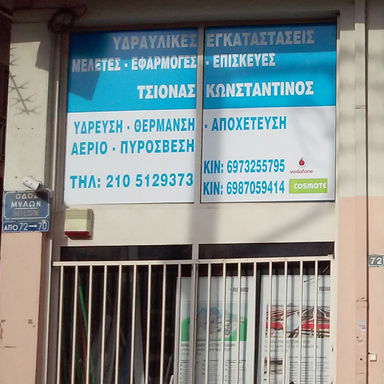 ΥΔΡΑΥΛΙΚΕΣ ΕΓΚΑΤΑΣΤΑΣΕΙΣ
ΜΕΛΕΤΕΣ - ΕΦΑΡΜΟΓΕΣ - ΕΠΙΣΚΕΥΕΣ
ΤΣΙΟΝΑΣ ΚΩΝΣΤΑΝΤΙΝΟΣ
ΥΔΡΕΥΣΗ - ΘΕΡΜΑΝΣΗ - ΑΠΟΧΕΤΕΥΣΗ
ΑΕΡΙΟ - ΠΥΡΟΣΒΕΣΗ
ΤΗΛ: 210 5129373
ΚΙΝ: 6973255795
vodafone
ΚΙΝ: 6987059414
COSMOTE
ΟΔΟΣ
ΜΥΛΩΝ
ΑΠΟ 72→70
72